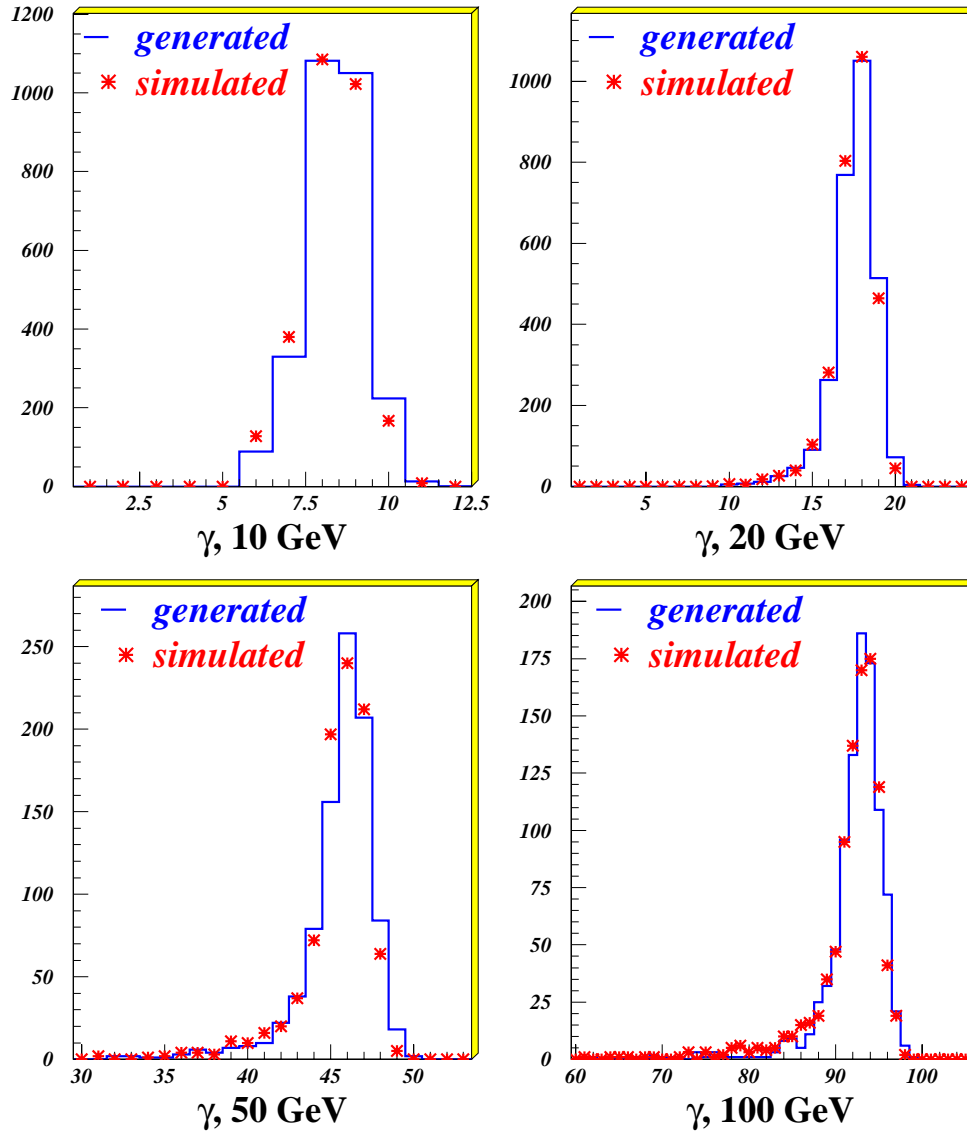 1200
1000
800
600
400
200
0
generated
simulated
2.5 5 7.5 10 12.5
γ, 10 GeV
1000
800
600
400
200
0
generated
simulated
5 10 15 20
γ, 20 GeV
250
200
150
100
50
0
generated
simulated
30 35 40 45 50
γ, 50 GeV
200
175
150
125
100
75
50
25
0
generated
simulated
60 70 80 90 100
γ, 100 GeV